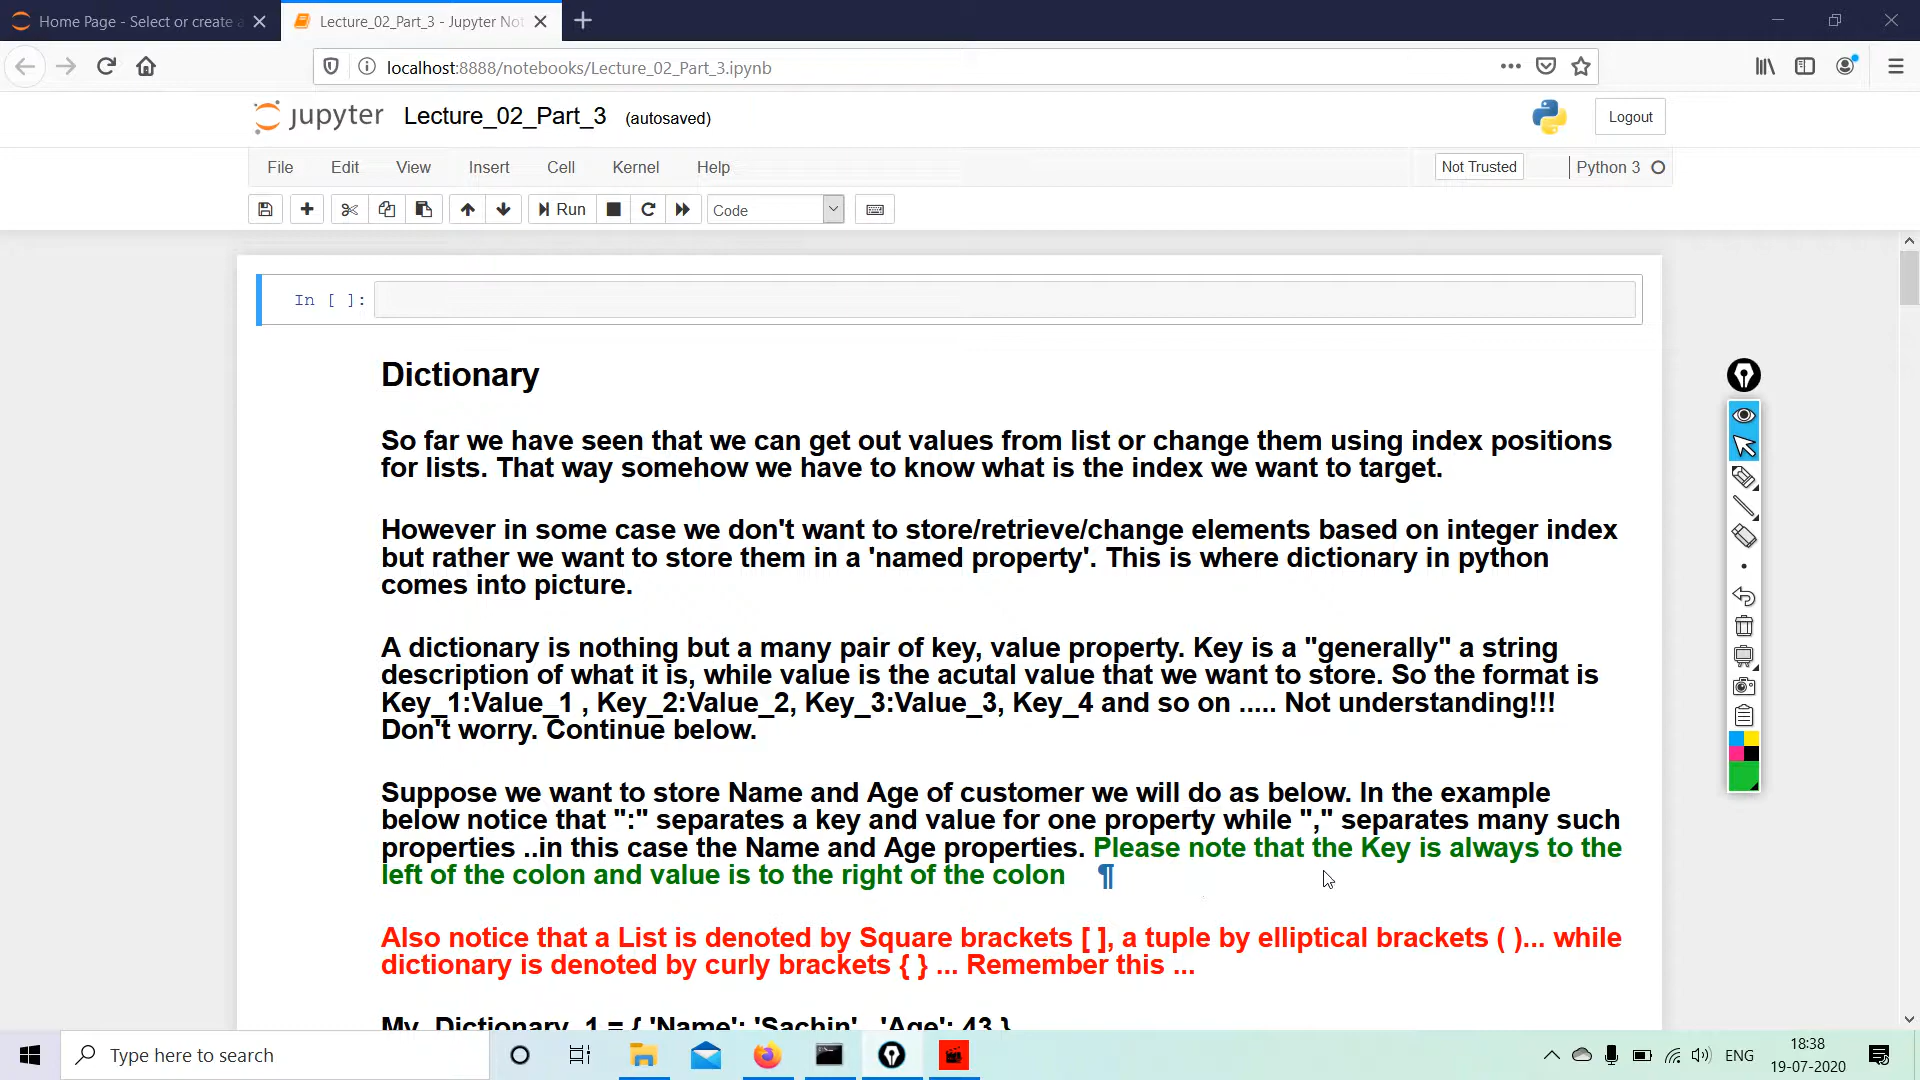 Home Page - Select or create a
Lecture_02_Part_3 - Jupyter Not
localhost:8888/notebooks/Lecture_02_Part_3.ipynb
jupyter Lecture_02_Part_3 (autosaved)
Logout
File Edit View Insert Cell Kernel Help
Not Trusted
Python 3
Run
Code
In [ ]:
Dictionary
So far we have seen that we can get out values from list or change them using index positions
for lists. That way somehow we have to know what is the index we want to target.
However in some case we don't want to store/retrieve/change elements based on integer index
but rather we want to store them in a 'named property'. This is where dictionary in python
comes into picture.
A dictionary is nothing but a many pair of key, value property. Key is a "generally" a string
description of what it is, while value is the acutal value that we want to store. So the format is
Key_1:Value_1 , Key_2:Value_2, Key_3:Value_3, Key_4 and so on ..... Not understanding!!!
Don't worry. Continue below.
Suppose we want to store Name and Age of customer we will do as below. In the example
below notice that ":" separates a key and value for one property while "," separates many such
properties ..in this case the Name and Age properties. Please note that the Key is always to the
left of the colon and value is to the right of the colon ¶
Also notice that a List is denoted by Square brackets [ ], a tuple by elliptical brackets ( )... while
dictionary is denoted by curly brackets { } ... Remember this ...
My_Dictionary_1 = { 'Name': 'Sachin' , 'Age': 43 }
Type here to search
ENG
18:38
19-07-2020